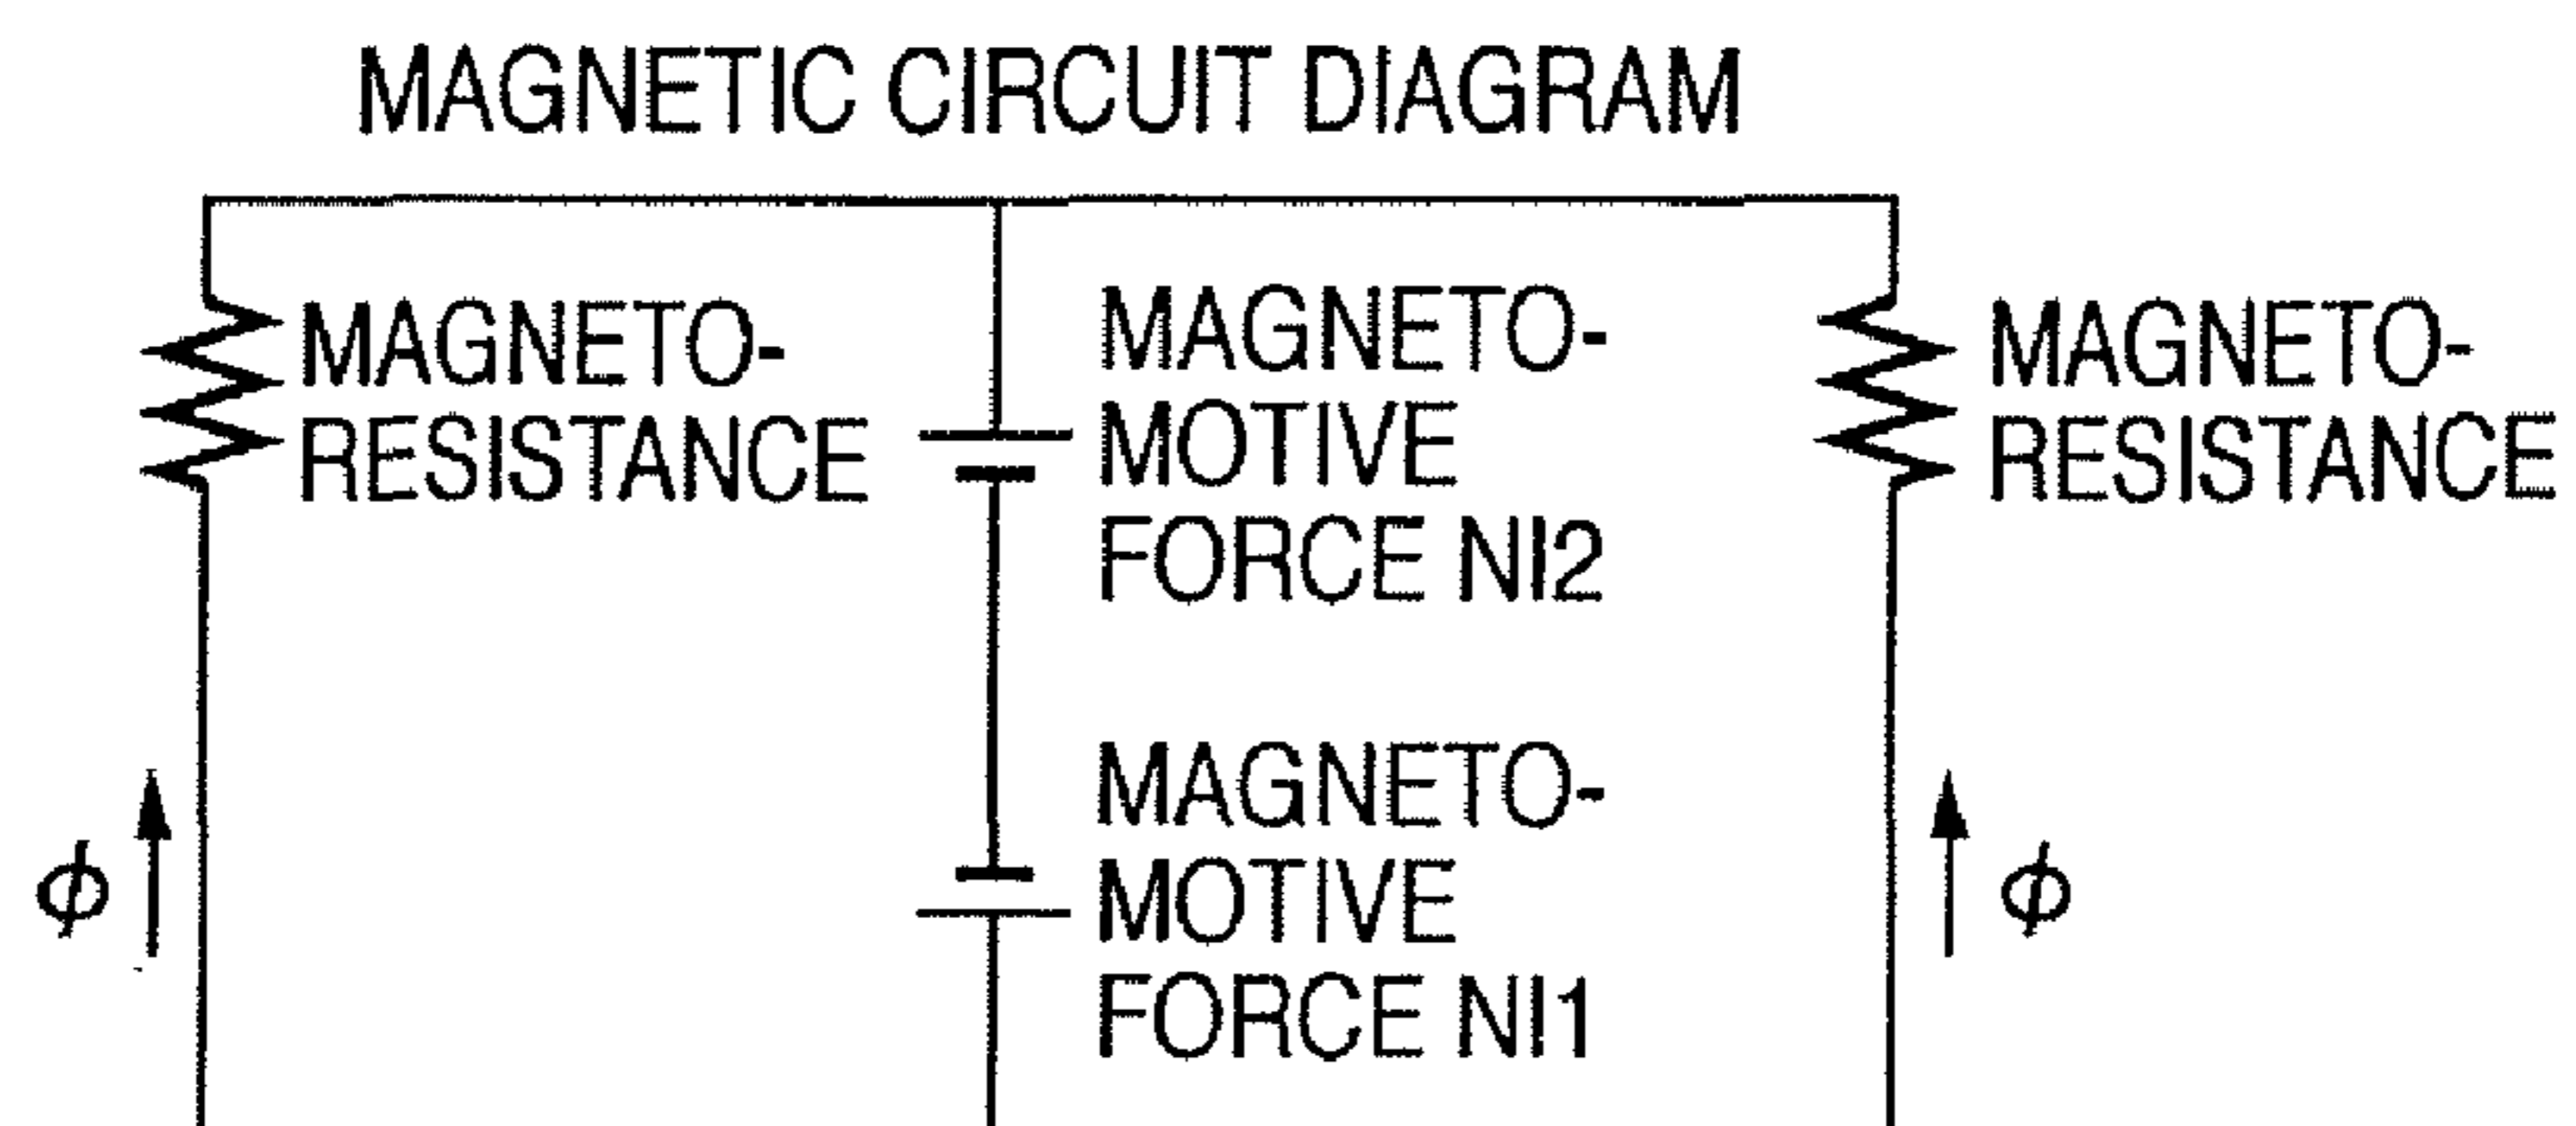 MAGNETIC CIRCUIT DIAGRAM
MAGNETO-
RESISTANCE
MAGNETO-
MOTIVE
FORCE NI2
MAGNETO-
RESISTANCE
MAGNETO-
MOTIVE
FORCE NI1
ϕ
ϕ